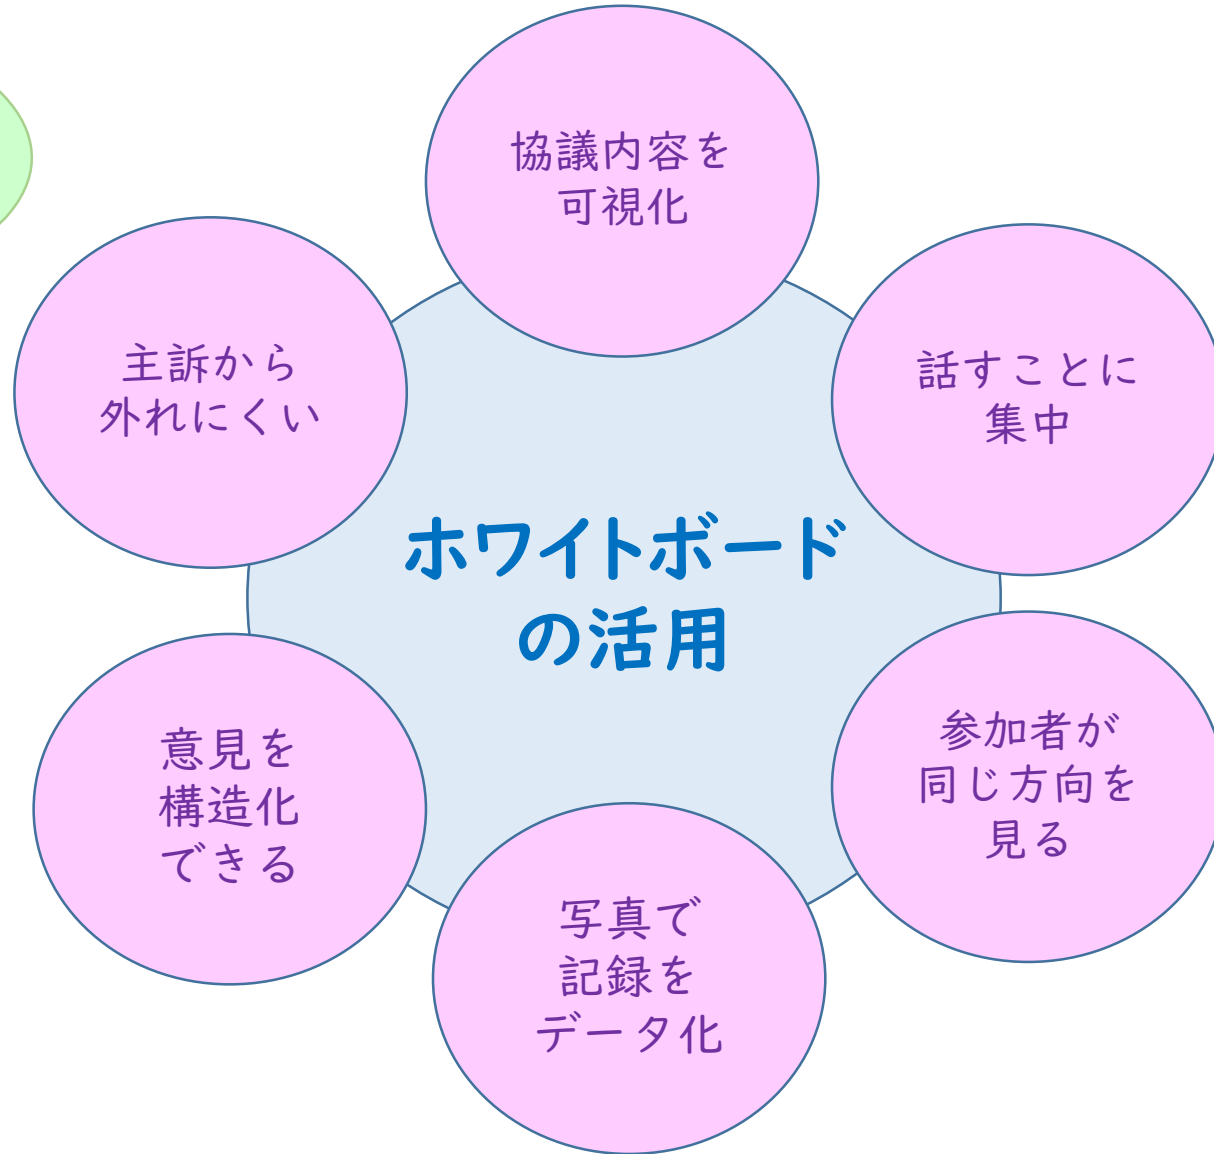 協議内容を
可視化
主訴から
外れにくい
話すことに
集中
ホワイトボード
の活用
意見を
構造化
できる
参加者が
同じ方向を
見る
写真で
記録を
データ化